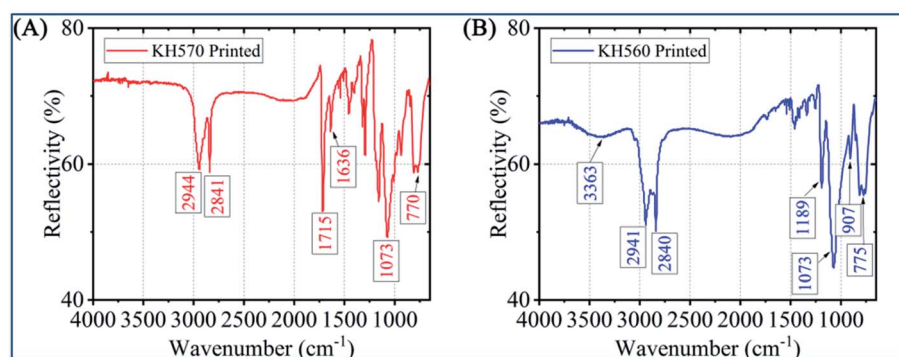 (A)
80
KH570 Printed
Reflectivity (%)
60
40
2944
2841
1715
1636
1073
770
4000 3500 3000 2500 2000 1500 1000
Wavenumber (cm-1)
(B)
80
KH560 Printed
Reflectivity (%)
60
40
3363
2941
2840
1189
1073
907
775
4000 3500 3000 2500 2000 1500 1000
Wavenumber (cm-1)